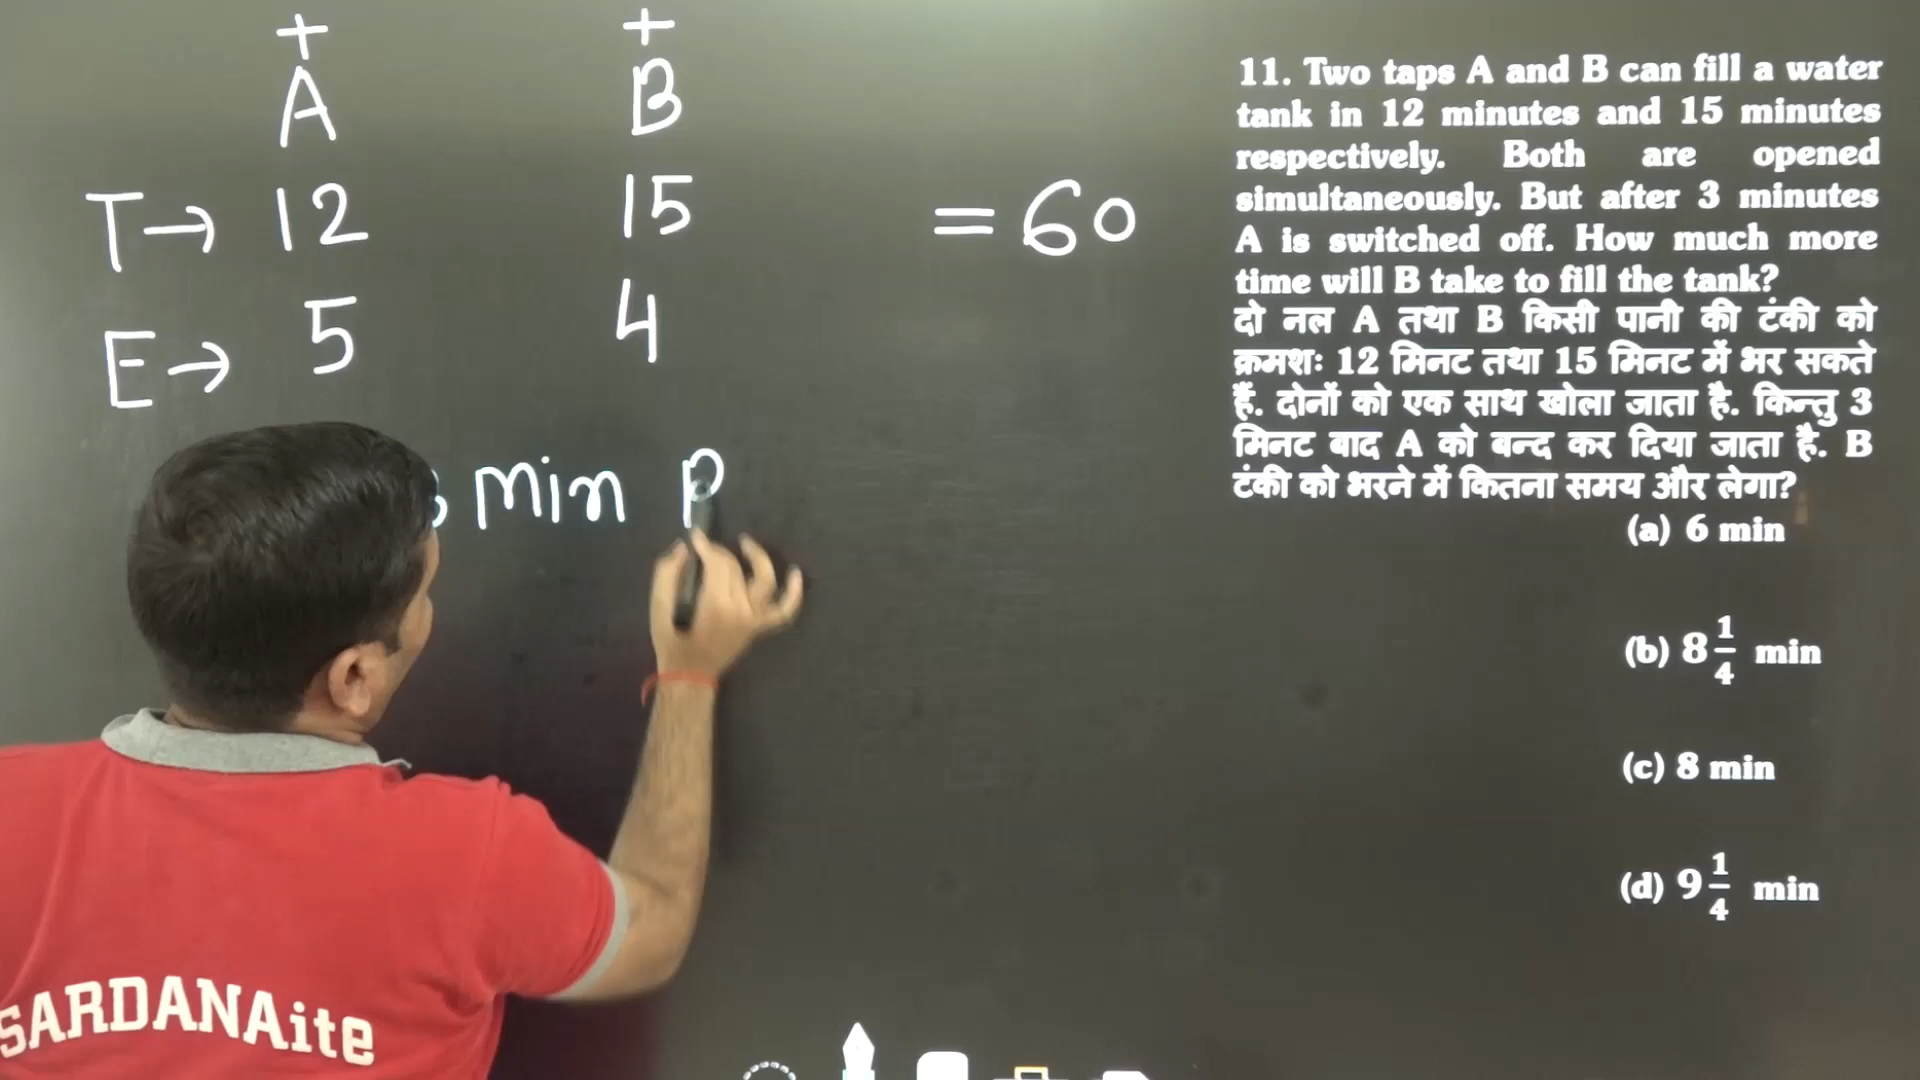 + +
A B
T→ 12 15 = 60
E→ 5 4
3 min P
11. Two taps A and B can fill a water
tank in 12 minutes and 15 minutes
respectively. Both are opened
simultaneously. But after 3 minutes
A is switched off. How much more
time will B take to fill the tank?
दो नल A तथा B किसी पानी की टंकी को
क्रमशः 12 मिनट तथा 15 मिनट में भर सकते
हैं. दोनों को एक साथ खोला जाता है. किन्तु 3
मिनट बाद A को बन्द कर दिया जाता है. B
टंकी को भरने में कितना समय और लेगा?
(a) 6 min
(b) 8 1/4 min
(c) 8 min
(d) 9 1/4 min
SARDANAite